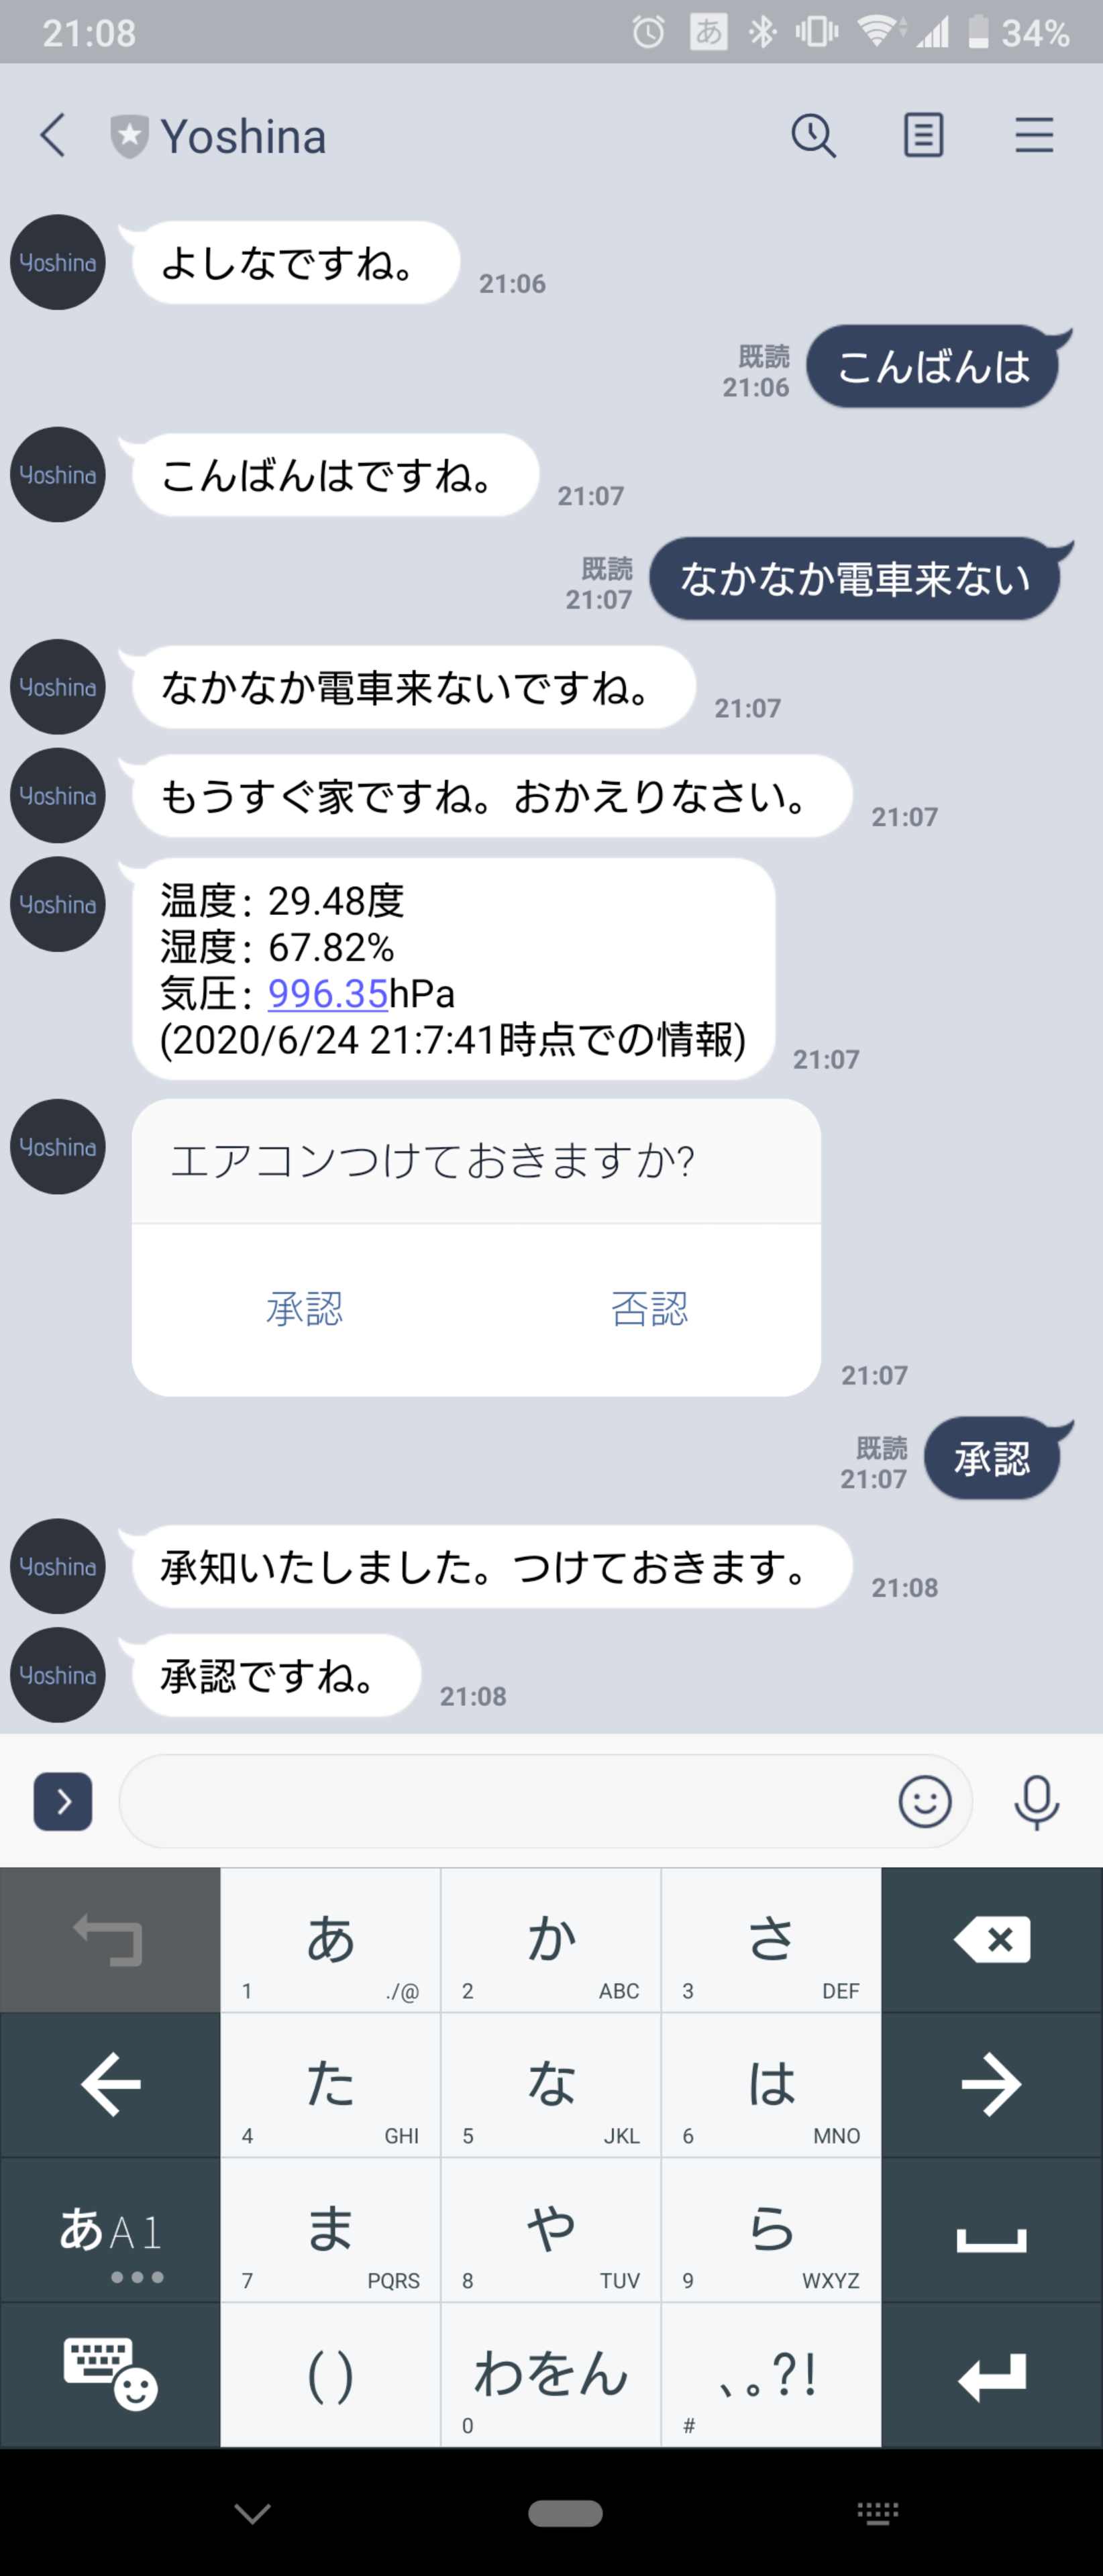 21:08
あ
34%
Yoshina
Yoshina
よしなですね。
21:06
既読
21:06
こんばんは
Yoshina
こんばんはですね。
21:07
既読
21:07
なかなか電車来ない
Yoshina
なかなか電車来ないですね。
21:07
Yoshina
もうすぐ家ですね。おかえりなさい。
21:07
Yoshina
温度: 29.48度
湿度: 67.82%
気圧: 996.35hPa
(2020/6/24 21:7:41時点での情報)
21:07
Yoshina
エアコンつけておきますか?
承認 否認
21:07
既読
21:07
承認
Yoshina
承知いたしました。つけておきます。
21:08
Yoshina
承認ですね。
21:08
あ か さ
1 ./@ 2 ABC 3 DEF
た な は
4 GHI 5 JKL 6 MNO
あA1 ま や ら
7 PQRS 8 TUV 9 WXYZ
() わをん 、。?!
0 #